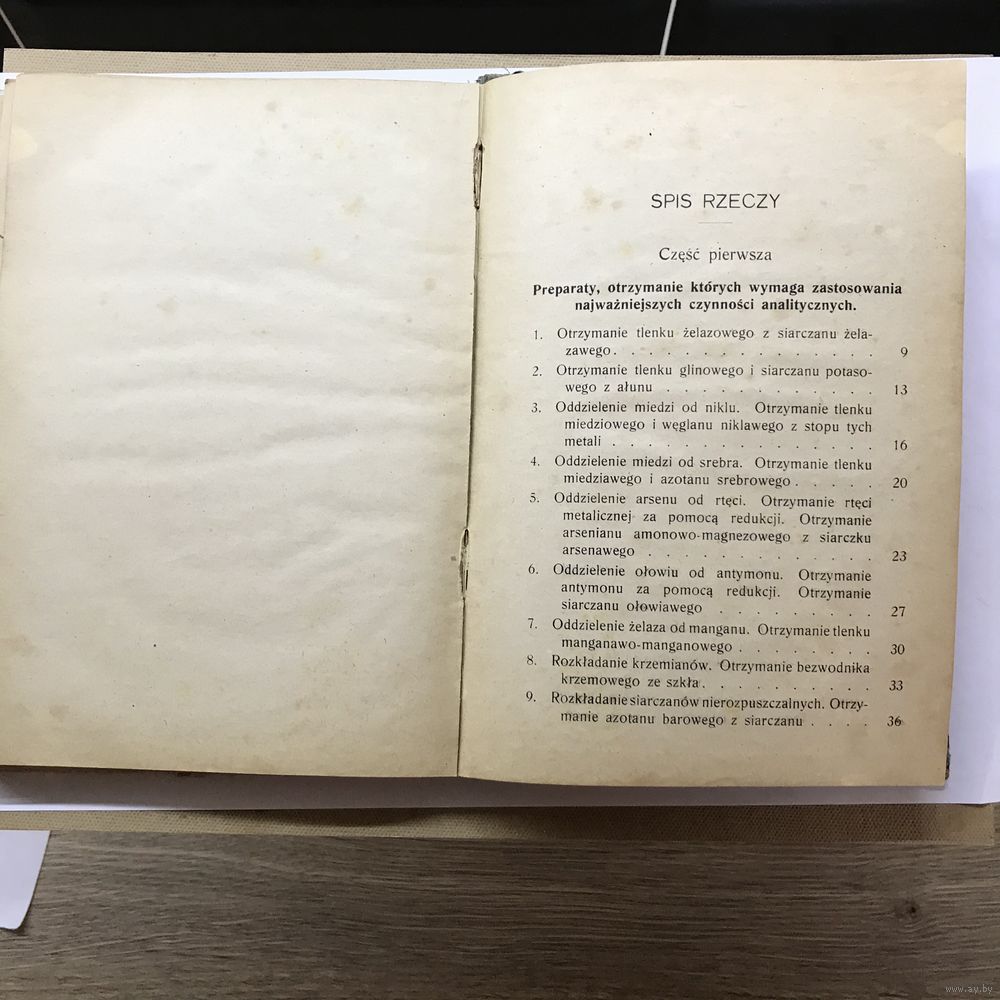 SPIS RZECZY
Część pierwsza
Preparaty, otrzymanie których wymaga zastosowania
najważniejszych czynności analitycznych.
1. Otrzymanie tlenku żelazowego z siarczanu żela-
zawego. . . . . . . . . . . . . . . 9
2. Otrzymanie tlenku glinowego i siarczanu potaso-
wego z ałunu . . . . . . . . . . . . 13
3. Oddzielenie miedzi od niklu. Otrzymanie tlenku
miedziowego i węglanu niklawego z stopu tych
metali . . . . . . . . . . . . . . 16
4. Oddzielenie miedzi od srebra. Otrzymanie tlenku
miedziawego i azotanu srebrowego . . . . . 20
5. Oddzielenie arsenu od rtęci. Otrzymanie rtęci
metalicznej za pomocą redukcji. Otrzymanie
arsenianu amonowo-magnezowego z siarczku
arsenawego . . . . . . . . . . . . . 23
6. Oddzielenie ołowiu od antymonu. Otrzymanie
antymonu za pomocą redukcji. Otrzymanie
siarczanu ołowiawego . . . . . . . . . 27
7. Oddzielenie żelaza od manganu. Otrzymanie tlenku
manganawo-manganowego . . . . . . . . 30
8. Rozkładanie krzemianów. Otrzymanie bezwodnika
krzemowego ze szkła. . . . . . . . . . 33
9. Rozkładanie siarczanów nierozpuszczalnych. Otrzy-
manie azotanu barowego z siarczanu . . . . 36
www.ay.by